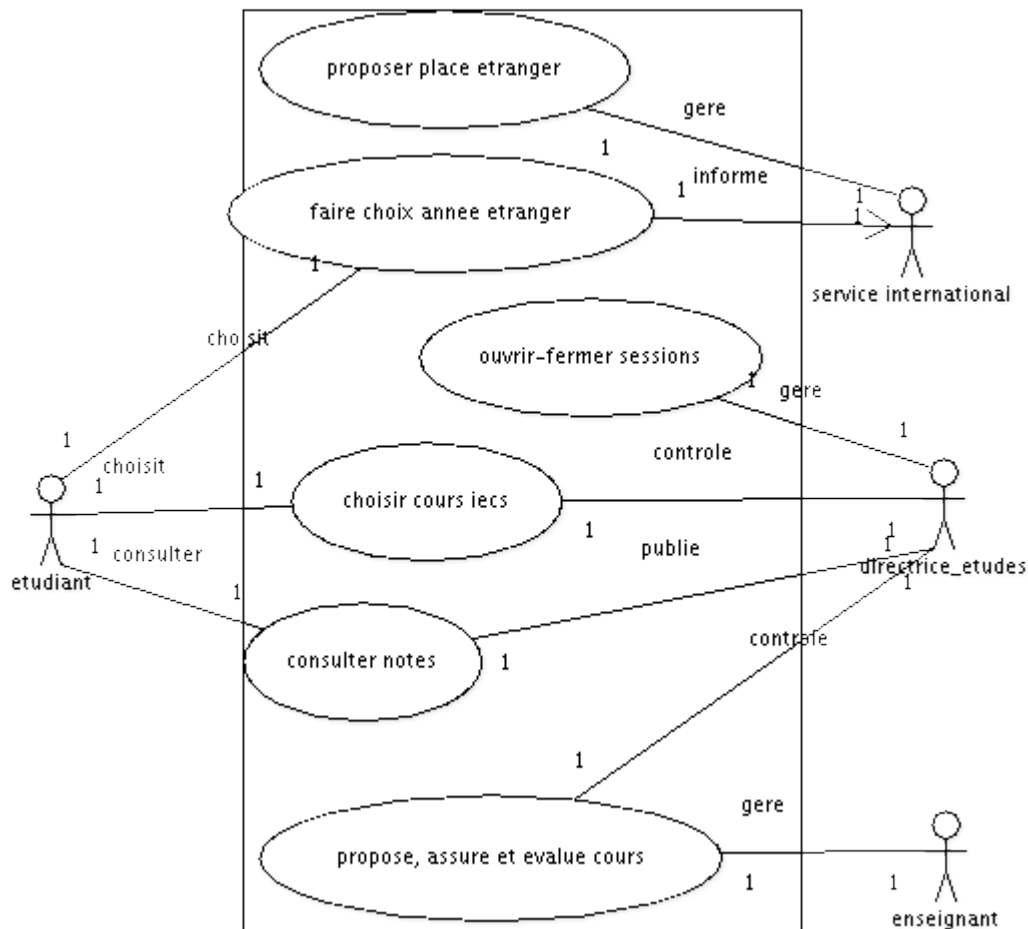 proposer place etranger
gere
1
1
informe
1
1
faire choix annee etranger
1
service international
choisit
ouvrir-fermer sessions
1
gere
1
1
controle
choisit
1
1
choisir cours iecs
1
1
1
consulter
publie
1
etudiant
directrice_etudes
1
1
controle
consulter notes
1
1
gere
propose, assure et evalue cours
1
1
enseignant